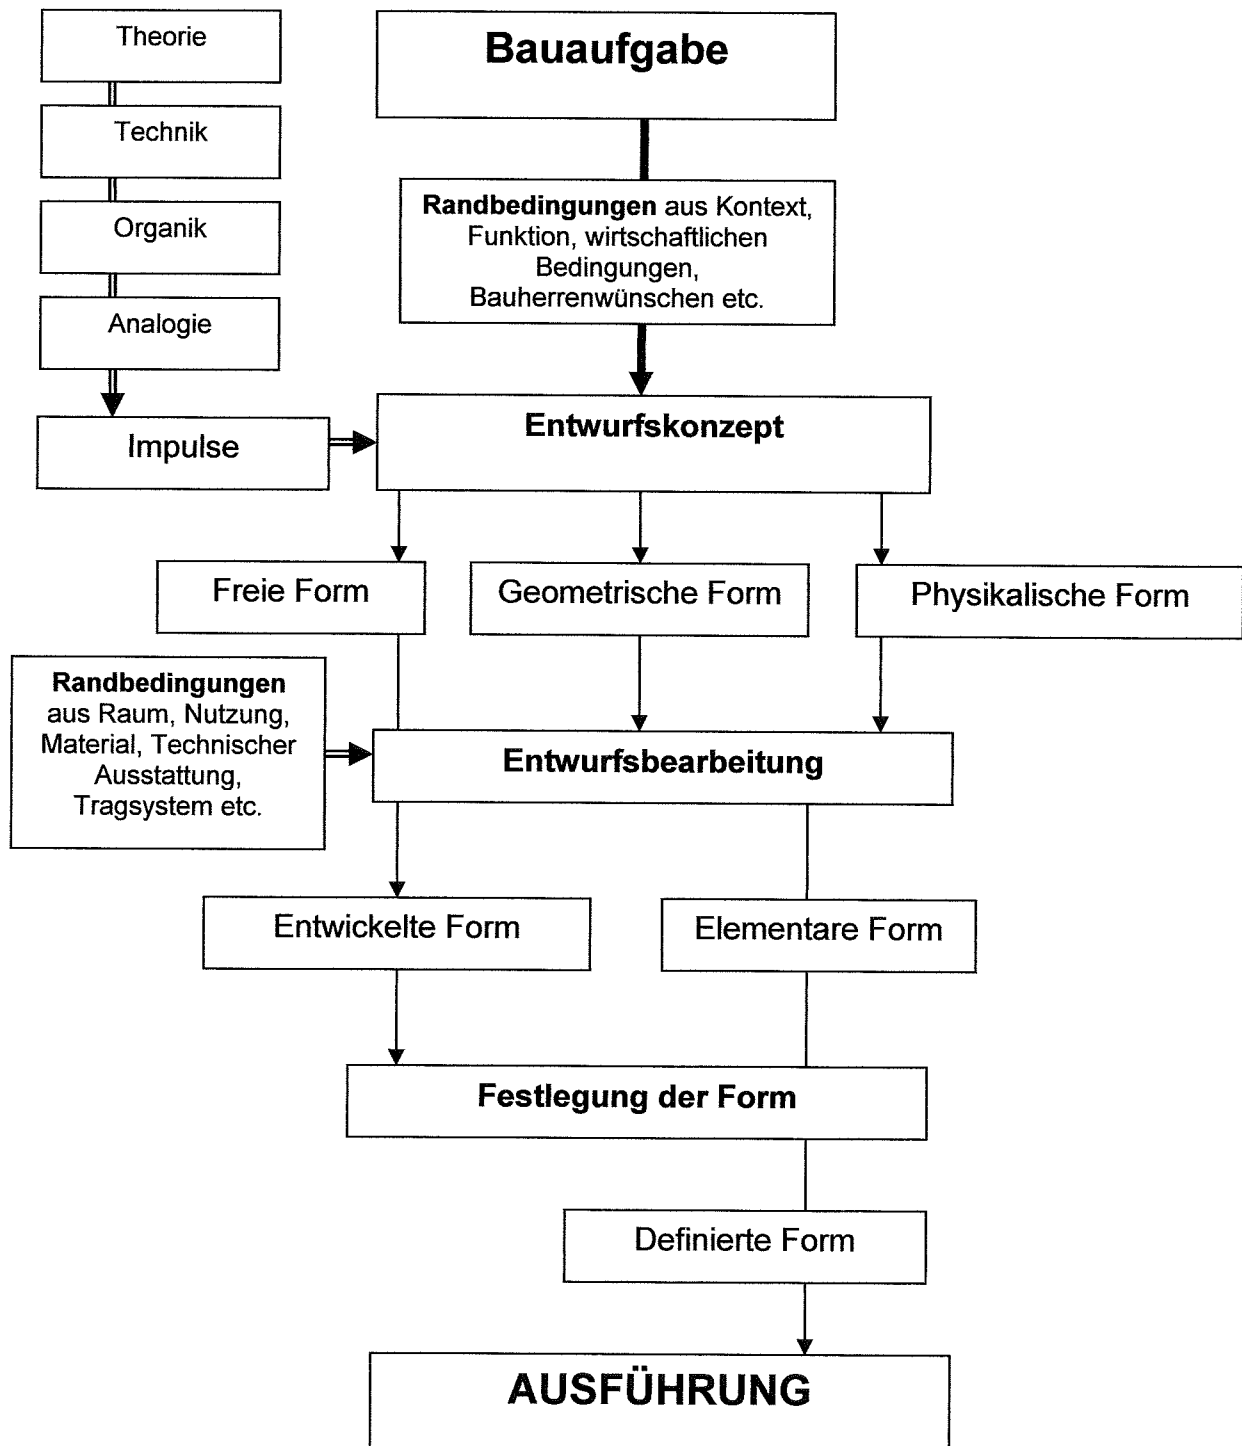 Theorie
Bauaufgabe
Technik
Randbedingungen aus Kontext,
Funktion, wirtschaftlichen
Bedingungen,
Bauherrenwünschen etc.
Organik
Analogie
Impulse
Entwurfskonzept
Freie Form
Geometrische Form
Physikalische Form
Randbedingungen
aus Raum, Nutzung,
Material, Technischer
Ausstattung,
Tragsystem etc.
Entwurfsbearbeitung
Entwickelte Form
Elementare Form
Festlegung der Form
Definierte Form
AUSFÜHRUNG